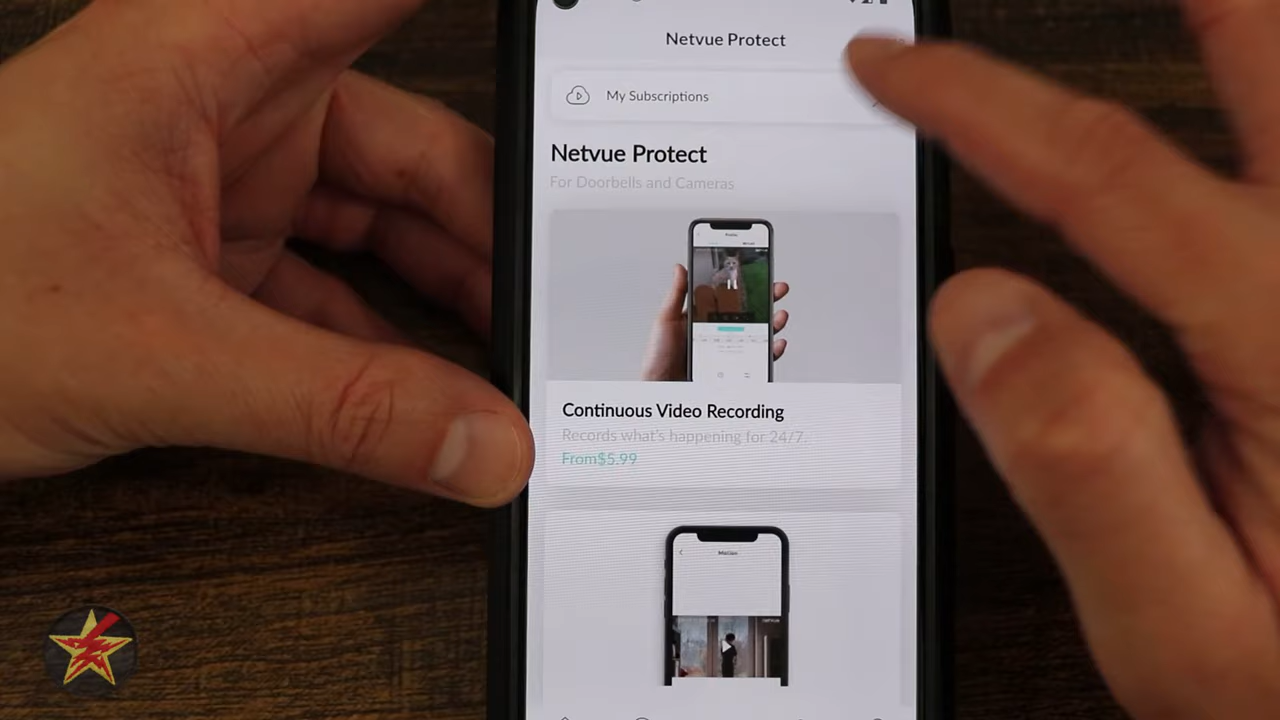 Netvue Protect
My Subscriptions
Netvue Protect
For Doorbells and Cameras
Continuous Video Recording
Records what's happening for 24/7.
From$5.99
Motion